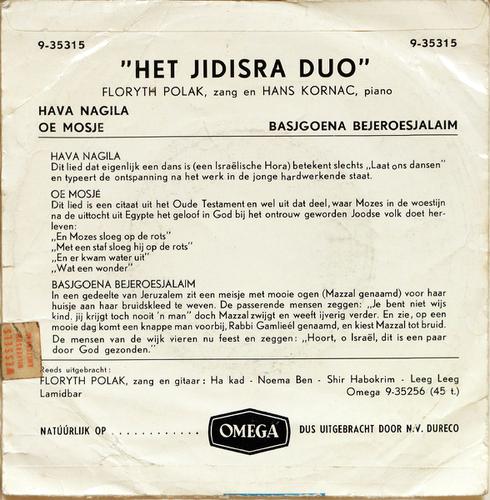 9-35315
9-35315
"HET JIDISRA DUO"
FLORYTH POLAK, zang en HANS KORNAC, piano
HAVA NAGILA
OE MOSJE
BASJGOENA BEJEROESJALAIM
HAVA NAGILA
Dit lied dat eigenlijk een dans is (een Israëlische Hora) betekent slechts „Laat ons dansen"
en typeert de ontspanning na het werk in de jonge hardwerkende staat.
OE MOSJÉ
Dit lied is een citaat uit het Oude Testament en wel uit dat deel, waar Mozes in de woestijn
na de uittocht uit Egypte het geloof in God bij het ontrouw geworden Joodse volk doet her-
leven:
„En Mozes sloeg op de rots"
„Met een staf sloeg hij op de rots"
„En er kwam water uit"
„Wat een wonder"
BASJGOENA BEJEROESJALAIM
In een gedeelte van Jeruzalem zit een meisje met mooie ogen (Mazzal genaamd) voor haar
huisje aan haar bruidskleed te weven. De passerende mensen zeggen: „Je bent niet wijs
kind, jij krijgt toch nooit 'n man" doch Mazzal zwijgt en weeft ijverig verder. En zie, op een
mooie dag komt een knappe man voorbij, Rabbi Gamlieël genaamd, en kiest Mazzal tot bruid.
De mensen van de wijk vieren nu feest en zeggen: „Hoort, o Israël, dit is een paar
door God gezonden."
WESSELS
Reeds uitgebracht:
FLORYTH POLAK, zang en gitaar: Ha kad - Noema Ben - Shir Habokrim - Leeg Leeg
Lamidbar
Omega 9-35256 (45 t.)
NATÚÚRLIJK OP . . . . . . . . . . . .
OMEGA
DUS UITGEBRACHT DOOR N.V. DURECO